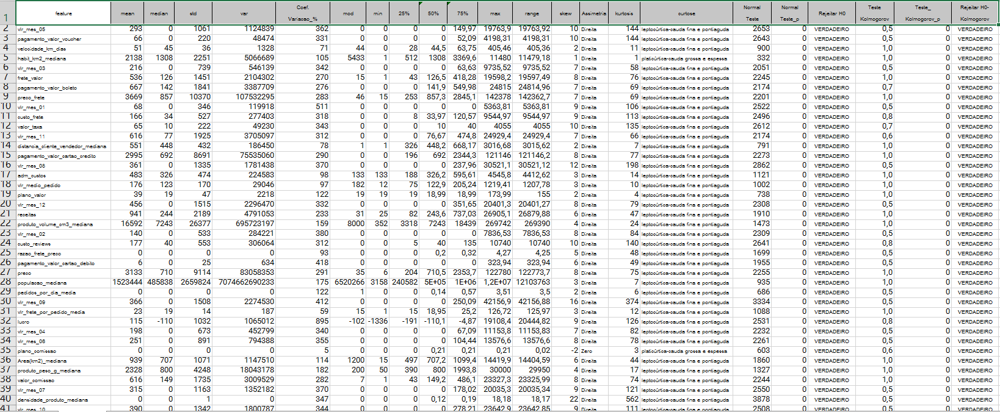 1 feature mean median std var Coef. Variacao_% mod min 25% 50% 75% max range skew Assimetria kurtosis curtose Normal Teste Normal Teste_p Rejeitar H0 Teste Kolmogorov Teste_ Kolmogorov_p Rejeitar H0- Kolmogorov
2 vlr_mes_05 293 0 1061 1124839 362 0 0 0 0 149,97 19763,9 19763,92 10 Direita 144 leptocúrtica-cauda fina e pontiaguda 2653 0 VERDADEIRO 0,5 0 VERDADEIRO
3 pagamento_valor_voucher 66 0 220 48474 331 0 0 0 0 52,09 4198,31 4198,31 10 Direita 144 leptocúrtica-cauda fina e pontiaguda 2643 0 VERDADEIRO 0,5 0 VERDADEIRO
4 velocidade_km_dias 51 45 36 1328 71 44 0 28 44,5 63,75 405,46 405,36 2 Direita 11 leptocúrtica-cauda fina e pontiaguda 900 0 VERDADEIRO 1,0 0 VERDADEIRO
5 habit_km2_mediana 2138 1308 2251 5066689 105 5433 1 512 1308 3369,6 11480 11479,18 1 Direita 1 platicúrtica-cauda grossa e espessa 332 0 VERDADEIRO 1,0 0 VERDADEIRO
6 vlr_mes_03 216 0 739 546139 342 0 0 0 0 63,63 9735,52 9735,52 7 Direita 58 leptocúrtica-cauda fina e pontiaguda 2051 0 VERDADEIRO 0,5 0 VERDADEIRO
7 frete_valor 536 126 1451 2104302 270 15 1 43 126,5 418,28 19598,2 19597,49 8 Direita 76 leptocúrtica-cauda fina e pontiaguda 2245 0 VERDADEIRO 1,0 0 VERDADEIRO
8 pagamento_valor_boleto 667 142 1841 3387709 276 0 0 0 141,9 549,98 24815 24814,96 7 Direita 69 leptocúrtica-cauda fina e pontiaguda 2174 0 VERDADEIRO 0,7 0 VERDADEIRO
9 preco_frete 3669 857 10370 107532295 283 46 15 253 857,3 2845,1 142378 142362,7 7 Direita 69 leptocúrtica-cauda fina e pontiaguda 2201 0 VERDADEIRO 1,0 0 VERDADEIRO
10 vlr_mes_01 68 0 346 119918 511 0 0 0 0 0 5363,81 5363,81 9 Direita 106 leptocúrtica-cauda fina e pontiaguda 2522 0 VERDADEIRO 0,5 0 VERDADEIRO
11 custo_frete 166 34 527 277403 318 0 0 8 33,97 120,57 9544,97 9544,97 9 Direita 113 leptocúrtica-cauda fina e pontiaguda 2496 0 VERDADEIRO 0,8 0 VERDADEIRO
12 valor_taxa 65 10 222 49230 343 0 0 0 10 40 4055 4055 10 Direita 135 leptocúrtica-cauda fina e pontiaguda 2612 0 VERDADEIRO 0,7 0 VERDADEIRO
13 vlr_mes_11 616 77 1925 3705097 312 0 0 0 76,67 474,8 24929,4 24929,4 7 Direita 66 leptocúrtica-cauda fina e pontiaguda 2174 0 VERDADEIRO 0,6 0 VERDADEIRO
14 distancia_cliente_vendedor_mediana 551 448 432 186450 78 1 1 326 448,2 668,17 3016,68 3015,62 2 Direita 7 leptocúrtica-cauda fina e pontiaguda 791 0 VERDADEIRO 1,0 0 VERDADEIRO
15 pagamento_valor_cartao_credito 2995 692 8691 75535060 290 0 0 196 692 2344,3 121146 121146,2 8 Direita 77 leptocúrtica-cauda fina e pontiaguda 2273 0 VERDADEIRO 1,0 0 VERDADEIRO
16 vlr_mes_08 361 0 1335 1781438 370 0 0 0 0 237,96 30521,1 30521,12 12 Direita 198 leptocúrtica-cauda fina e pontiaguda 2862 0 VERDADEIRO 0,5 0 VERDADEIRO
17 adm_custos 483 326 474 224583 98 133 133 188 326,2 595,61 4545,8 4412,62 3 Direita 14 leptocúrtica-cauda fina e pontiaguda 1121 0 VERDADEIRO 1,0 0 VERDADEIRO
18 vlr_medio_pedido 176 123 170 29046 97 182 12 75 122,9 205,24 1219,41 1207,78 3 Direita 10 leptocúrtica-cauda fina e pontiaguda 1002 0 VERDADEIRO 1,0 0 VERDADEIRO
19 plano_valor 39 19 47 2218 122 19 19 19 18,99 18,99 173,99 155 2 Direita 4 leptocúrtica-cauda fina e pontiaguda 738 0 VERDADEIRO 1,0 0 VERDADEIRO
20 vlr_mes_12 456 0 1515 2296470 332 0 0 0 0 351,65 20401,3 20401,27 8 Direita 79 leptocúrtica-cauda fina e pontiaguda 2308 0 VERDADEIRO 0,5 0 VERDADEIRO
21 receitas 941 244 2189 4791053 233 31 25 82 243,6 737,03 26905,1 26879,88 6 Direita 47 leptocúrtica-cauda fina e pontiaguda 1910 0 VERDADEIRO 1,0 0 VERDADEIRO
22 produto_volume_cm3_mediana 16592 7243 26377 695723197 159 8000 352 3318 7243 18439 269742 269390 4 Direita 24 leptocúrtica-cauda fina e pontiaguda 1473 0 VERDADEIRO 1,0 0 VERDADEIRO
23 vlr_mes_02 140 0 533 284221 380 0 0 0 0 0 7836,53 7836,53 8 Direita 84 leptocúrtica-cauda fina e pontiaguda 2309 0 VERDADEIRO 0,5 0 VERDADEIRO
24 custo_reviews 177 40 553 306064 312 0 0 5 40 135 10740 10740 10 Direita 140 leptocúrtica-cauda fina e pontiaguda 2641 0 VERDADEIRO 0,8 0 VERDADEIRO
25 razao_frete_preco 0 0 0 0 93 0 0 0 0,2 0,32 4,27 4,25 5 Direita 48 leptocúrtica-cauda fina e pontiaguda 1699 0 VERDADEIRO 0,5 0 VERDADEIRO
26 pagamento_valor_cartao_debito 6 0 25 634 418 0 0 0 0 0 323,94 323,94 6 Direita 49 leptocúrtica-cauda fina e pontiaguda 1955 0 VERDADEIRO 0,5 0 VERDADEIRO
27 preco 3133 710 9114 83058353 291 35 6 204 710,5 2353,7 122780 122773,7 8 Direita 75 leptocúrtica-cauda fina e pontiaguda 2255 0 VERDADEIRO 1,0 0 VERDADEIRO
28 populacao_mediana 1523444 485838 2659824 7074662690233 175 6520266 3158 240582 5E+05 1E+06 1,2E+07 12103763 3 Direita 7 leptocúrtica-cauda fina e pontiaguda 935 0 VERDADEIRO 1,0 0 VERDADEIRO
29 pedidos_por_dia_media 0 0 0 0 122 1 0 0 0,14 0,57 3,51 3,5 2 Direita 6 leptocúrtica-cauda fina e pontiaguda 686 0 VERDADEIRO 0,5 0 VERDADEIRO
30 vlr_mes_09 366 0 1508 2274530 412 0 0 0 0 250,09 42156,9 42156,88 16 Direita 374 leptocúrtica-cauda fina e pontiaguda 3334 0 VERDADEIRO 0,5 0 VERDADEIRO
31 vlr_frete_por_pedido_media 23 19 14 187 59 15 1 15 18,95 25,2 126,72 125,97 3 Direita 12 leptocúrtica-cauda fina e pontiaguda 1088 0 VERDADEIRO 1,0 0 VERDADEIRO
32 lucro 115 -110 1032 1065012 895 -102 -1336 -191 -110,1 -4,87 19108,4 20444,82 9 Direita 126 leptocúrtica-cauda fina e pontiaguda 2531 0 VERDADEIRO 0,8 0 VERDADEIRO
33 vlr_mes_04 198 0 673 452799 340 0 0 0 0 67,09 11153,8 11153,83 7 Direita 82 leptocúrtica-cauda fina e pontiaguda 2232 0 VERDADEIRO 0,5 0 VERDADEIRO
34 vlr_mes_06 251 0 891 794388 355 0 0 0 0 104,44 13576,6 13576,6 8 Direita 78 leptocúrtica-cauda fina e pontiaguda 2261 0 VERDADEIRO 0,5 0 VERDADEIRO
35 plano_comissao 0 0 0 0 5 0 0 0 0,21 0,21 0,21 0,02 -2 Zero 3 platicúrtica-cauda grossa e espessa 603 0 VERDADEIRO 0,6 0 VERDADEIRO
36 Area(km2)_mediana 939 707 1071 1147510 114 1200 15 497 707,2 1099,4 14419,9 14404,59 6 Direita 44 leptocúrtica-cauda fina e pontiaguda 1860 0 VERDADEIRO 1,0 0 VERDADEIRO
37 produto_peso_g_mediana 2328 800 4248 18043178 182 200 50 390 800 1993,8 30000 29950 4 Direita 17 leptocúrtica-cauda fina e pontiaguda 1327 0 VERDADEIRO 1,0 0 VERDADEIRO
38 valor_comissao 616 149 1735 3009529 282 7 1 43 149,2 486,1 23327,3 23325,99 8 Direita 74 leptocúrtica-cauda fina e pontiaguda 2244 0 VERDADEIRO 1,0 0 VERDADEIRO
39 vlr_mes_07 315 0 1163 1352182 370 0 0 0 0 178,02 20035,3 20035,34 9 Direita 121 leptocúrtica-cauda fina e pontiaguda 2550 0 VERDADEIRO 0,5 0 VERDADEIRO
40 densidade_produto_mediana 0 0 1 0 347 0 0 0 0,12 0,19 18,18 18,17 22 Direita 562 leptocúrtica-cauda fina e pontiaguda 3878 0 VERDADEIRO 0,5 0 VERDADEIRO
41 vlr_mes_10 390 0 1342 1800787 344 0 0 0 0 278,21 23642,9 23642,85 9 Direita 111 leptocúrtica-cauda fina e pontiaguda 2508 0 VERDADEIRO 0,5 0 VERDADEIRO